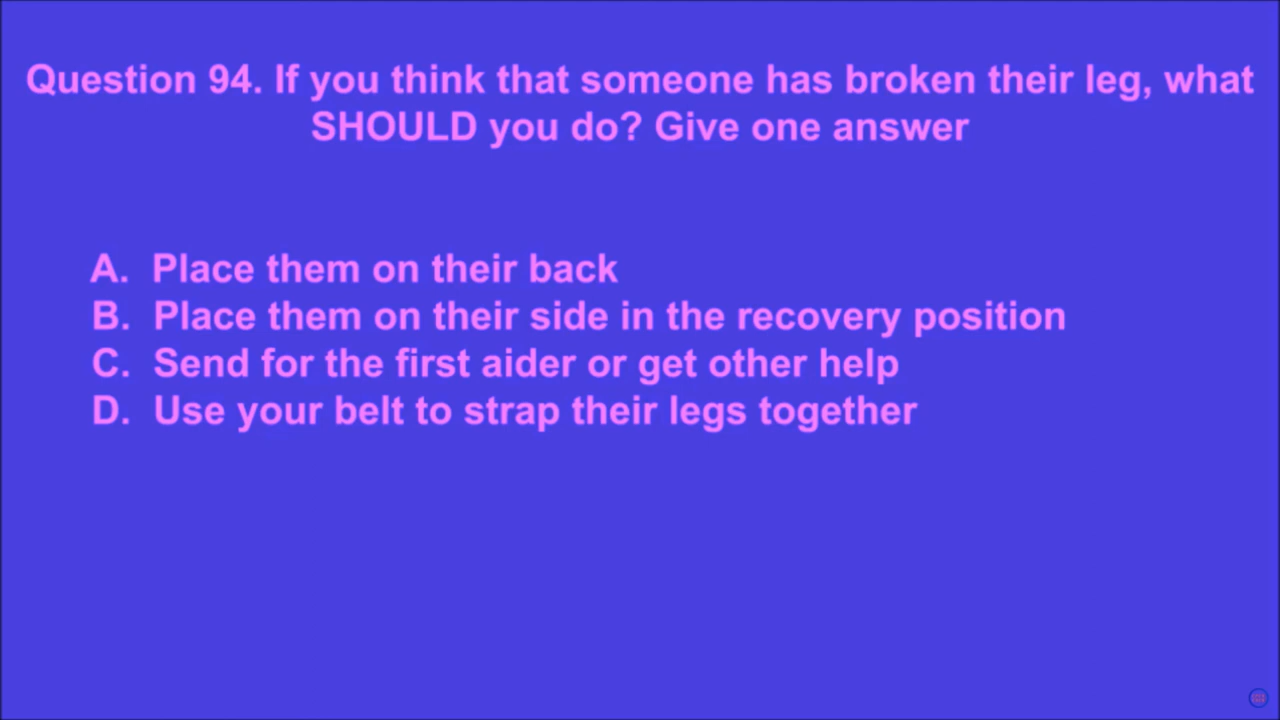 Question 94. If you think that someone has broken their leg, what
SHOULD you do? Give one answer
A. Place them on their back
B. Place them on their side in the recovery position
C. Send for the first aider or get other help
D. Use your belt to strap their legs together